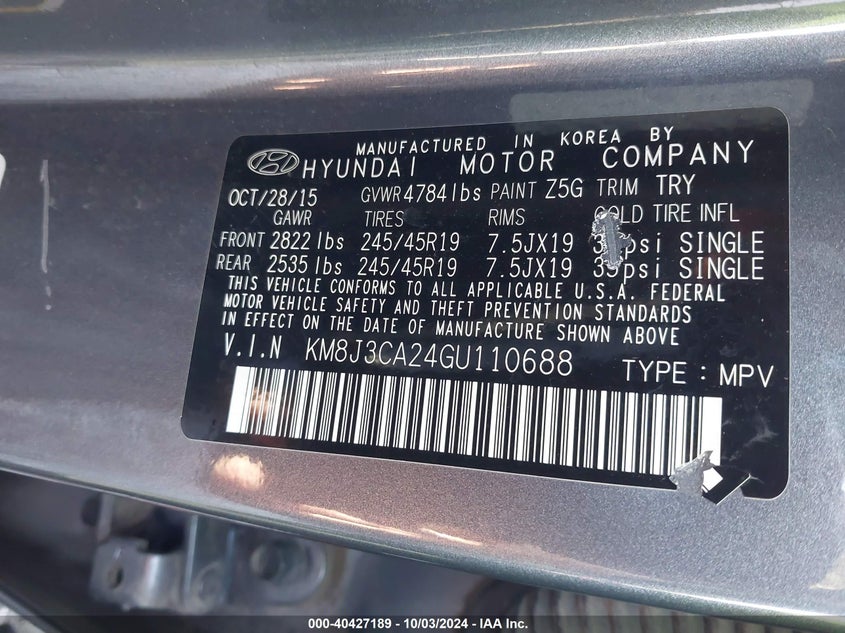 MANUFACTURED IN KOREA BY
HYUNDAI MOTOR COMPANY
OCT/28/15 GVWR 4784 lbs PAINT Z5G TRIM TRY
GAWR TIRES RIMS COLD TIRE INFL
FRONT 2822 lbs 245/45R19 7.5JX19 psi SINGLE
REAR 2535 lbs 245/45R19 7.5JX19 psi SINGLE
THIS VEHICLE CONFORMS TO ALL APPLICABLE U.S.A. FEDERAL
MOTOR VEHICLE SAFETY AND THEFT PREVENTION STANDARDS
IN EFFECT ON THE DATE OF MANUFACTURE SHOWN ABOVE
V.I.N KM8J3CA24GU110688 TYPE : MPV
000-40427189 - 10/03/2024 - IAA Inc.